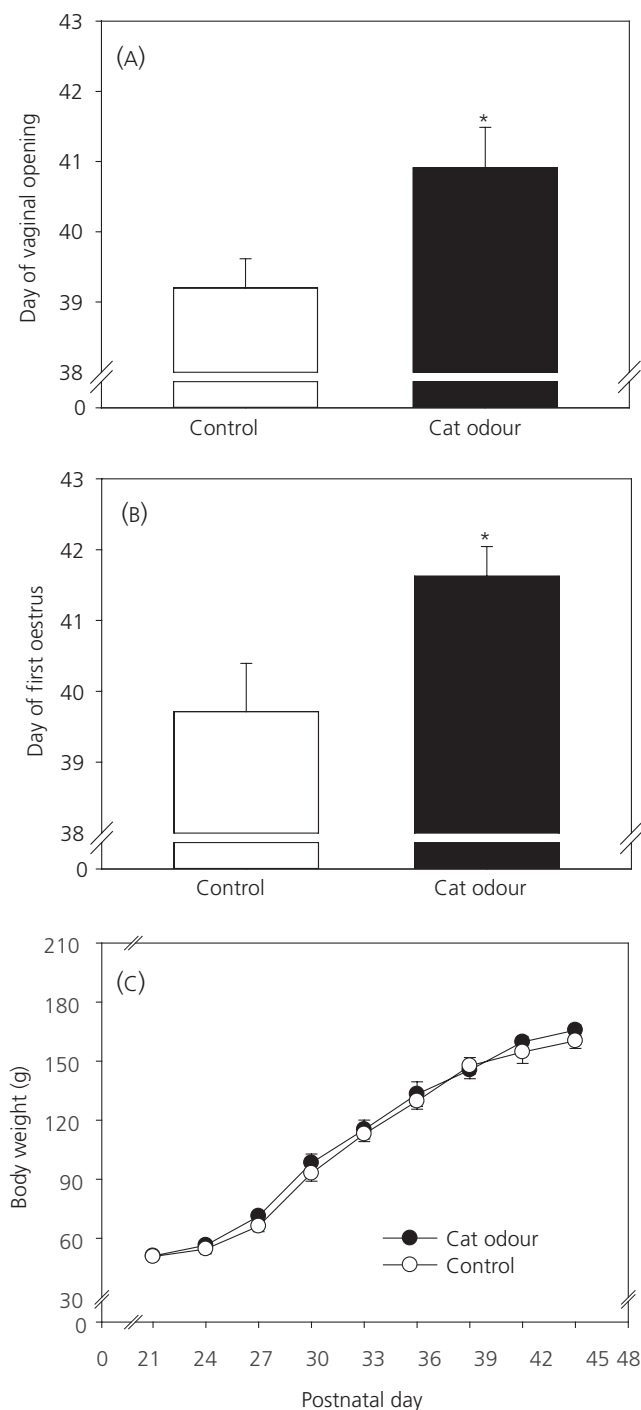 (A)
Day of vaginal opening
43
42
41
40
39
38
0
*
Control Cat odour
(B)
Day of first oestrus
43
42
41
40
39
38
0
*
Control Cat odour
(C)
Body weight (g)
210
180
150
120
90
60
30
0
Cat odour
Control
0 21 24 27 30 33 36 39 42 45 48
Postnatal day